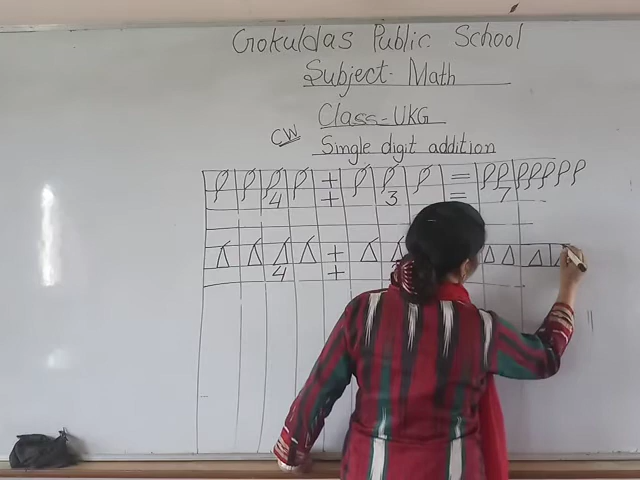 Gokuldas Public School
Subject- Math
Class-UKG
CW
Single digit addition
+ =
4 + 3 = 7
+
4 +